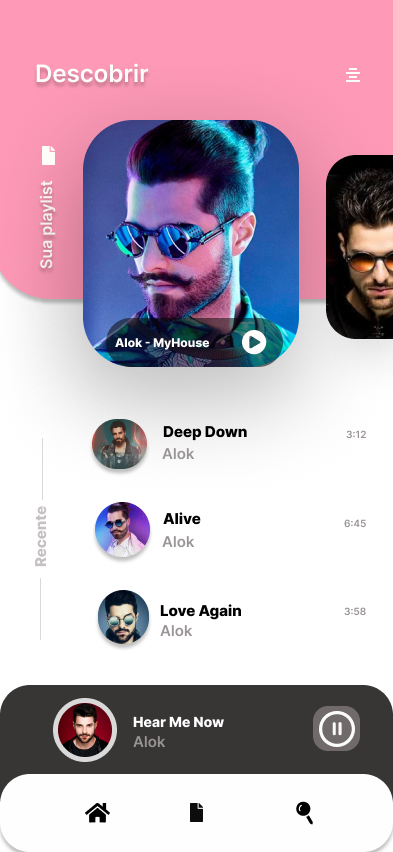 Descobrir
Sua playlist
Alok - MyHouse
Deep Down
3:12
Alok
Recente
Alive
6:45
Alok
Love Again
3:58
Alok
Hear Me Now
Alok